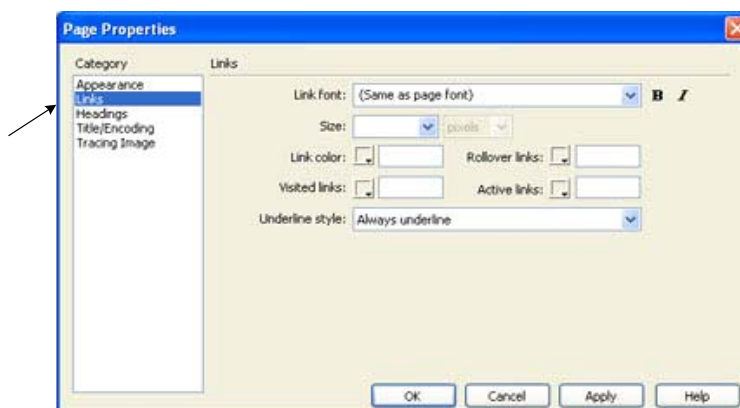 Page Properties
Category
Links
Appearance
Links
Headings
Title/Encoding
Tracing Image
Link font: (Same as page font) B I
Size: pixels
Link color: Rollover links:
Visited links: Active links:
Underline style: Always underline
OK Cancel Apply Help